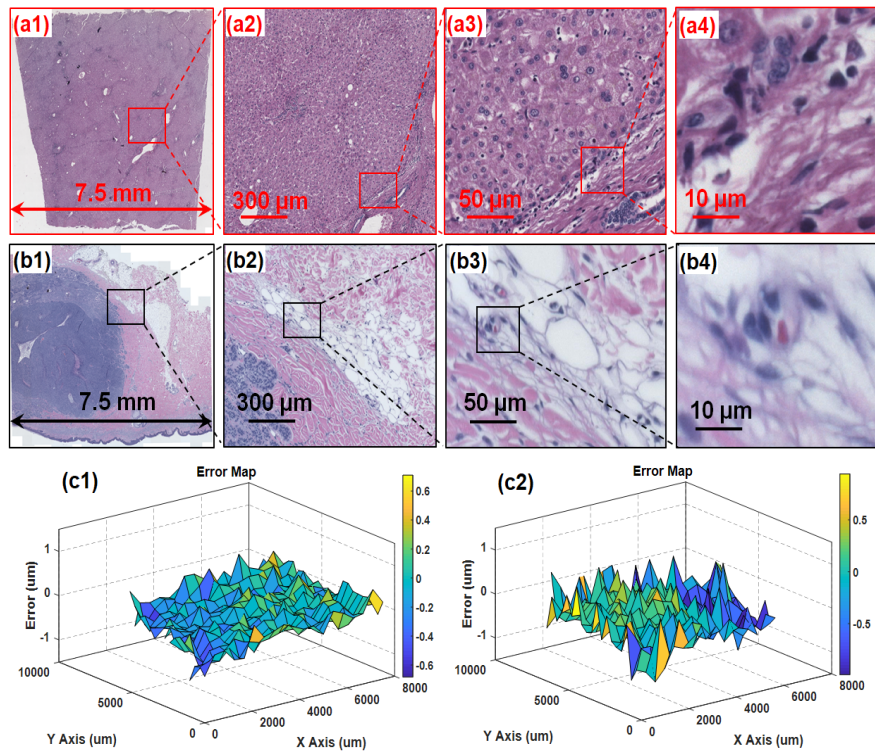 (a1)
(a2)
(a3)
(a4)
7.5 mm
300 µm
50 µm
10 µm
(b1)
(b2)
(b3)
(b4)
7.5 mm
300 µm
50 µm
10 µm
(c1)
Error Map
1
0
-1
Error (um)
10000
5000
0
Y Axis (um)
0
2000
4000
6000
8000
X Axis (um)
0.6
0.4
0.2
0
-0.2
-0.4
-0.6
(c2)
Error Map
1
0
-1
Error (um)
10000
5000
0
Y Axis (um)
0
2000
4000
6000
8000
X Axis (um)
0.5
0
-0.5